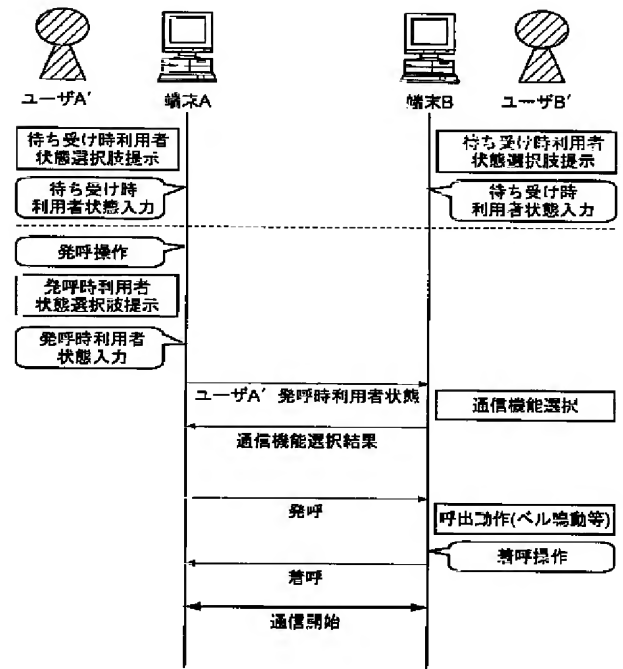 ユーザA′
端末A
端末B
ユーザB′
待ち受け時利用者
状態選択肢提示
待ち受け時利用者
状態選択肢提示
待ち受け時
利用者状態入力
待ち受け時
利用者状態入力
発呼操作
発呼時利用者
状態選択肢提示
発呼時利用者
状態入力
ユーザA′ 発呼時利用者状態
通信機能選択
通信機能選択結果
発呼
呼出動作(ベル鳴動等)
着呼操作
着呼
通信開始